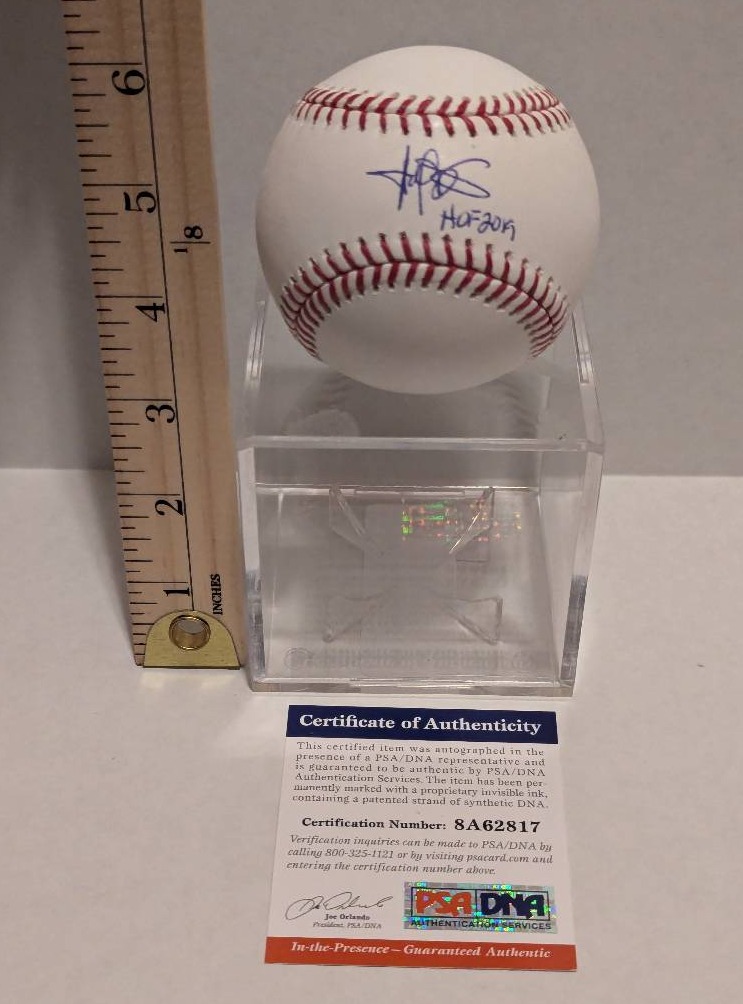 6
5
1/8
4
3
2
1
INCHES
HOF 2019
Certificate of Authenticity
This certified item was autographed in the
presence of a PSA/DNA representative and
is guaranteed to be authentic by PSA/DNA
Authentication Services. The item has been per-
manently marked with a proprietary invisible ink,
containing a patented strand of synthetic DNA.
Certification Number: 8A62817
Verification inquiries can be made to PSA/DNA by
calling 800-325-1121 or by visiting psacard.com and
entering the certification number above.
Joe Orlando
President, PSA/DNA
PSA DNA
AUTHENTICATION SERVICES
In-the-Presence – Guaranteed Authentic